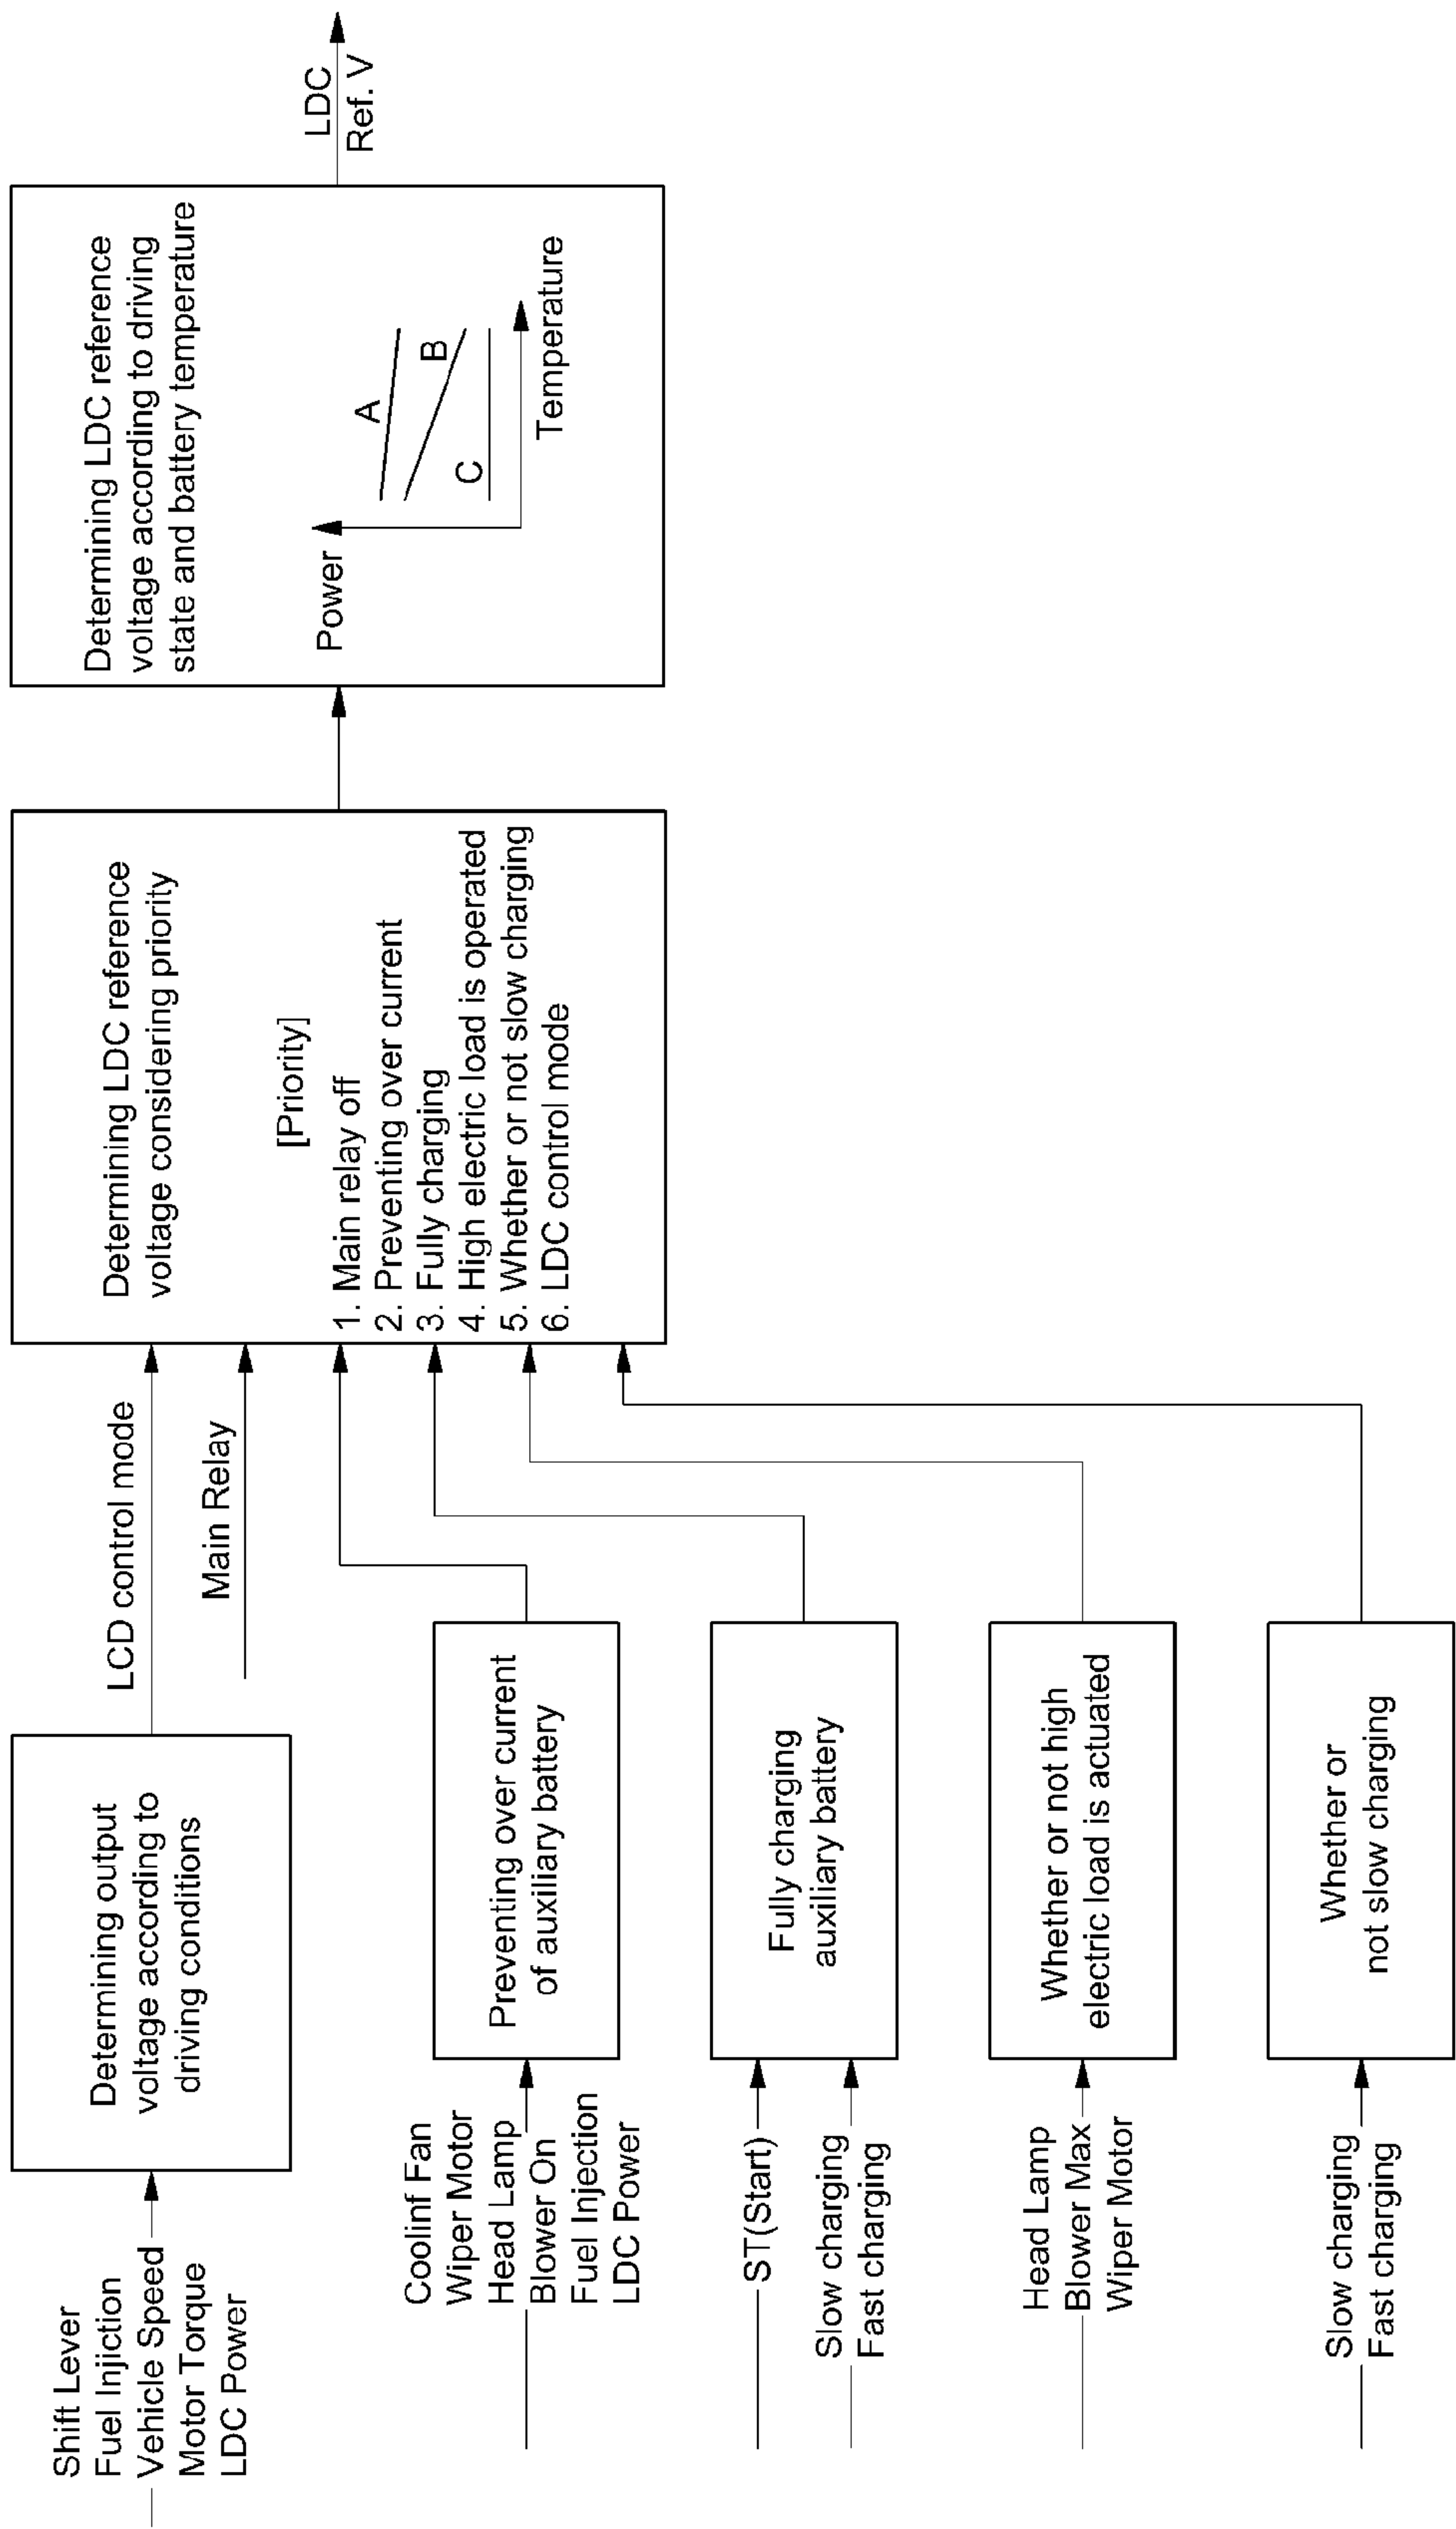 Shift Lever
Fuel Injiction
Vehicle Speed
Motor Torque
LDC Power
Determining output
voltage according to
driving conditions
LCD control mode
Main Relay
Coolinf Fan
Wiper Motor
Head Lamp
Blower On
Fuel Injection
LDC Power
Preventing over current
of auxiliary battery
ST(Start)
Slow charging
Fast charging
Fully charging
auxiliary battery
Head Lamp
Blower Max
Wiper Motor
Whether or not high
electric load is actuated
Slow charging
Fast charging
Whether or
not slow charging
Determining LDC reference
voltage considering priority
[Priority]
1. Main relay off
2. Preventing over current
3. Fully charging
4. High electric load is operated
5. Whether or not slow charging
6. LDC control mode
Determining LDC reference
voltage according to driving
state and battery temperature
Power
A
B
C
Temperature
LDC
Ref. V